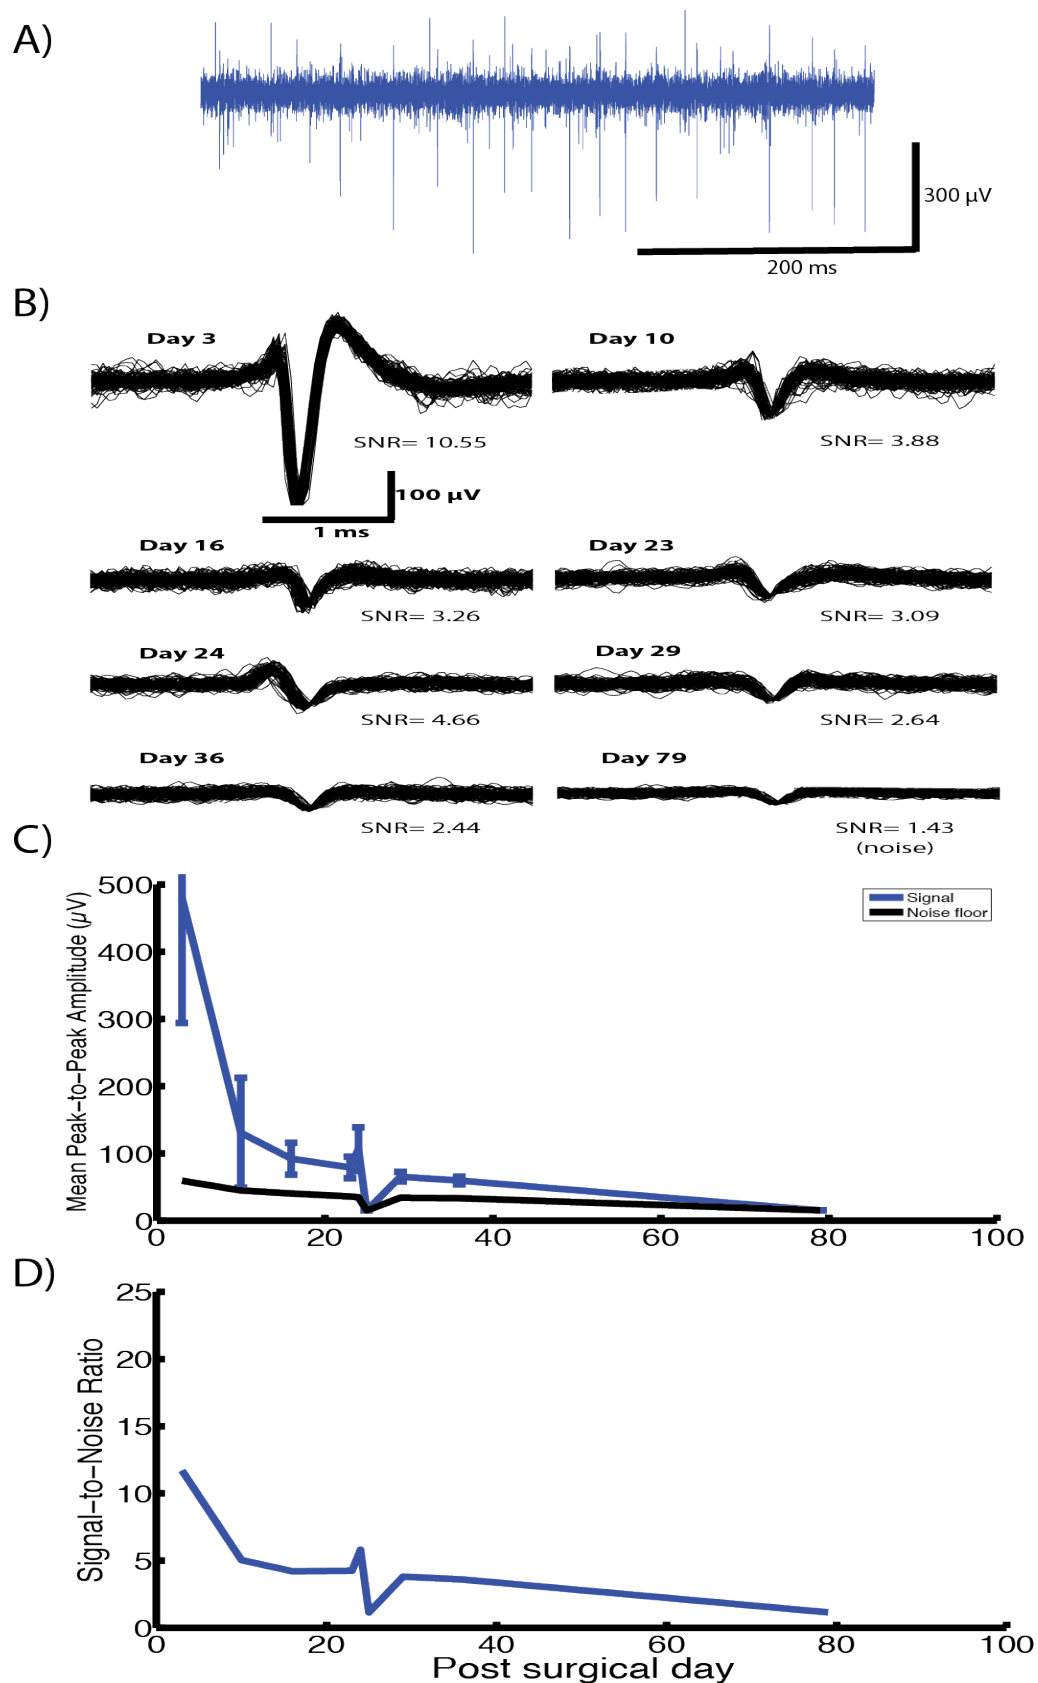 A)
300 µV
200 ms
B)
Day 3
Day 10
SNR= 10.55
SNR= 3.88
100 µV
1 ms
Day 16
Day 23
SNR= 3.26
SNR= 3.09
Day 24
Day 29
SNR= 4.66
SNR= 2.64
Day 36
Day 79
SNR= 2.44
SNR= 1.43
(noise)
C)
Mean Peak-to-Peak Amplitude (µV)
500
400
300
200
100
0
Signal
Noise floor
0 20 40 60 80 100
D)
Signal-to-Noise Ratio
25
20
15
10
5
0
0 20 40 60 80 100
Post surgical day